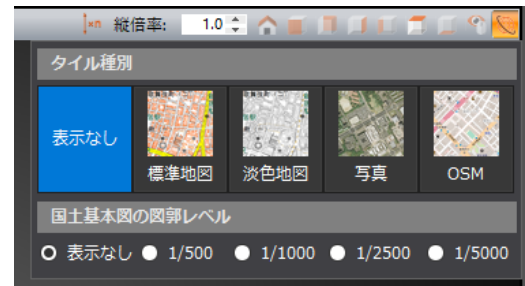 ×n 縦倍率: 1.0
タイル種別
表示なし 標準地図 淡色地図 写真 OSM
国土基本図の図郭レベル
表示なし 1/500 1/1000 1/2500 1/5000